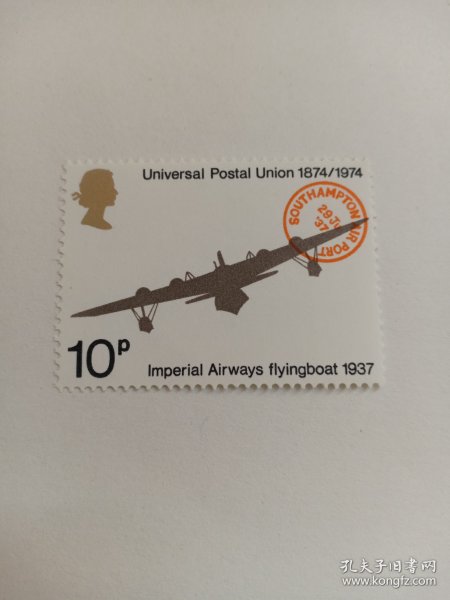 Universal Postal Union 1874/1974
SOUTHAMPTON AIR PORT
29 JU
'37
10P
Imperial Airways flyingboat 1937
孔夫子旧书网
www.kongfz.com